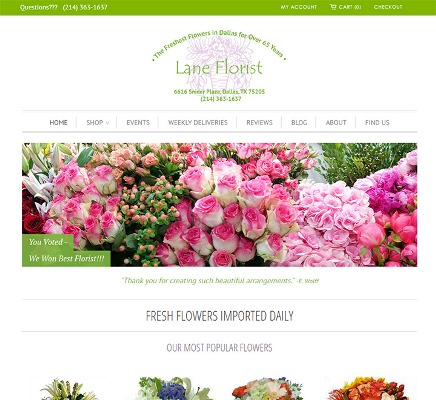 Questions??? (214) 363-1637 MY ACCOUNT CART (0) CHECKOUT
• The Freshest Flowers in Dallas for Over 65 Years •
Lane Florist
6616 Snider Plaza, Dallas, TX 75205
(214) 363-1637
HOME SHOP EVENTS WEEKLY DELIVERIES REVIEWS BLOG ABOUT FIND US
You Voted –
We Won Best Florist!!!
"Thank you for creating such beautiful arrangements."
FRESH FLOWERS IMPORTED DAILY
OUR MOST POPULAR FLOWERS